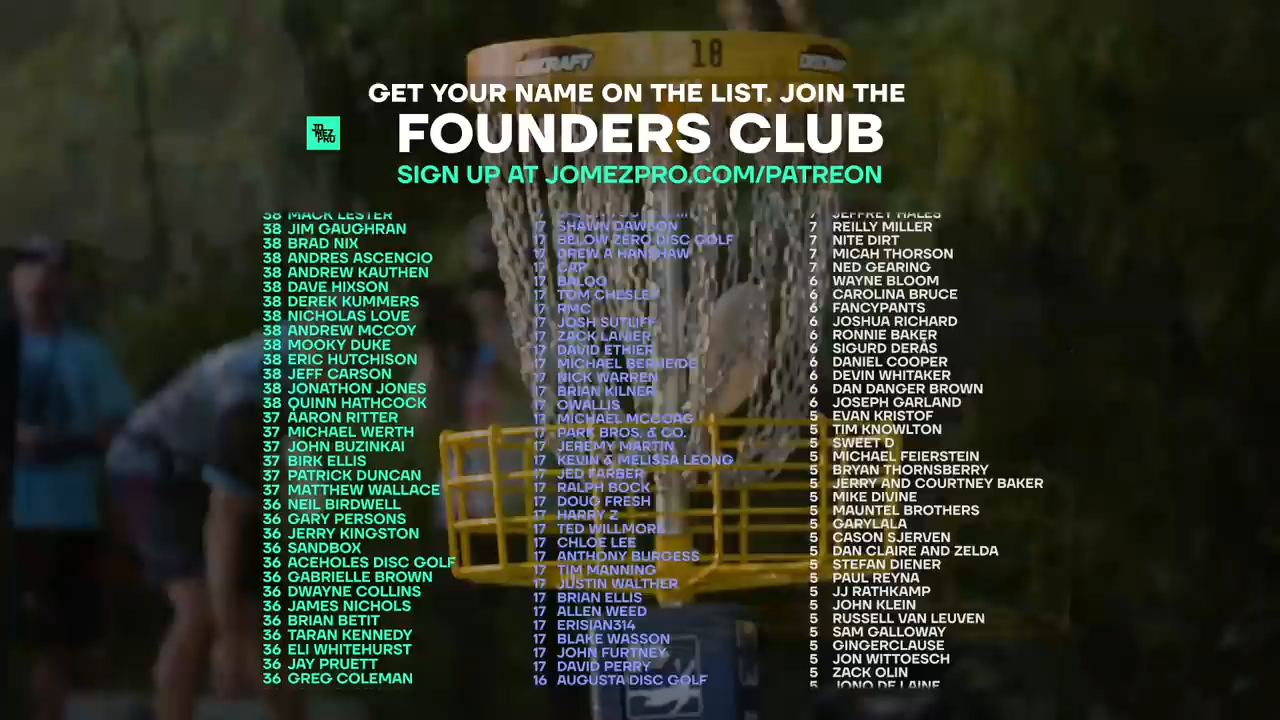 DISCRAFT
18
GET YOUR NAME ON THE LIST. JOIN THE
JO
MEZ
PRO
FOUNDERS CLUB
SIGN UP AT JOMEZPRO.COM/PATREON
38 MACK LESTER
38 JIM GAUGHRAN
38 BRAD NIX
38 ANDRES ASCENCIO
38 ANDREW KAUTHEN
38 DAVE HIXSON
38 DEREK KUMMERS
38 NICHOLAS LOVE
38 ANDREW MCCOY
38 MOOKY DUKE
38 ERIC HUTCHISON
38 JEFF CARSON
38 JONATHON JONES
38 QUINN HATHCOCK
37 AARON RITTER
37 MICHAEL WERTH
37 JOHN BUZINKAI
37 BIRK ELLIS
37 PATRICK DUNCAN
37 MATTHEW WALLACE
36 NEIL BIRDWELL
36 GARY PERSONS
36 JERRY KINGSTON
36 SANDBOX
36 ACEHOLES DISC GOLF
36 GABRIELLE BROWN
36 DWAYNE COLLINS
36 JAMES NICHOLS
36 BRIAN BETIT
36 TARAN KENNEDY
36 ELI WHITEHURST
36 JAY PRUETT
36 GREG COLEMAN
17 SHAWN DAWSON
17 BELOW ZERO DISC GOLF
17 DREW A HANSHAW
17 CAP
17 BALOO
17 TOM CHESLEY
17 RMC
17 JOSH SUTLIFF
17 ZACK LANIER
17 DAVID ETHIER
17 MICHAEL BERHEIDE
17 NICK WARREN
17 BRIAN KILNER
17 OWALLIS
17 MICHAEL MCCOAG
17 PARK BROS. & CO.
17 JEREMY MARTIN
17 KEVIN & MELISSA LEONG
17 JED FARBER
17 RALPH BOCK
17 DOUG FRESH
17 HARRY Z
17 TED WILLMORE
17 CHLOE LEE
17 ANTHONY BURGESS
17 TIM MANNING
17 JUSTIN WALTHER
17 BRIAN ELLIS
17 ALLEN WEED
17 ERISIAN314
17 BLAKE WASSON
17 JOHN FURTNEY
17 DAVID PERRY
16 AUGUSTA DISC GOLF
7 JEFFREY HALES
7 REILLY MILLER
7 NITE DIRT
7 MICAH THORSON
7 NED GEARING
6 WAYNE BLOOM
6 CAROLINA BRUCE
6 FANCYPANTS
6 JOSHUA RICHARD
6 RONNIE BAKER
6 SIGURD DERÅS
6 DANIEL COOPER
6 DEVIN WHITAKER
6 DAN DANGER BROWN
6 JOSEPH GARLAND
5 EVAN KRISTOF
5 TIM KNOWLTON
5 SWEET D
5 MICHAEL FEIERSTEIN
5 BRYAN THORNSBERRY
5 JERRY AND COURTNEY BAKER
5 MIKE DIVINE
5 MAUNTEL BROTHERS
5 GARYLALA
5 CASON SJERVEN
5 DAN CLAIRE AND ZELDA
5 STEFAN DIENER
5 PAUL REYNA
5 JJ RATHKAMP
5 JOHN KLEIN
5 RUSSELL VAN LEUVEN
5 SAM GALLOWAY
5 GINGERCLAUSE
5 JON WITTOESCH
5 ZACK OLIN
5 JONO DE LAINE